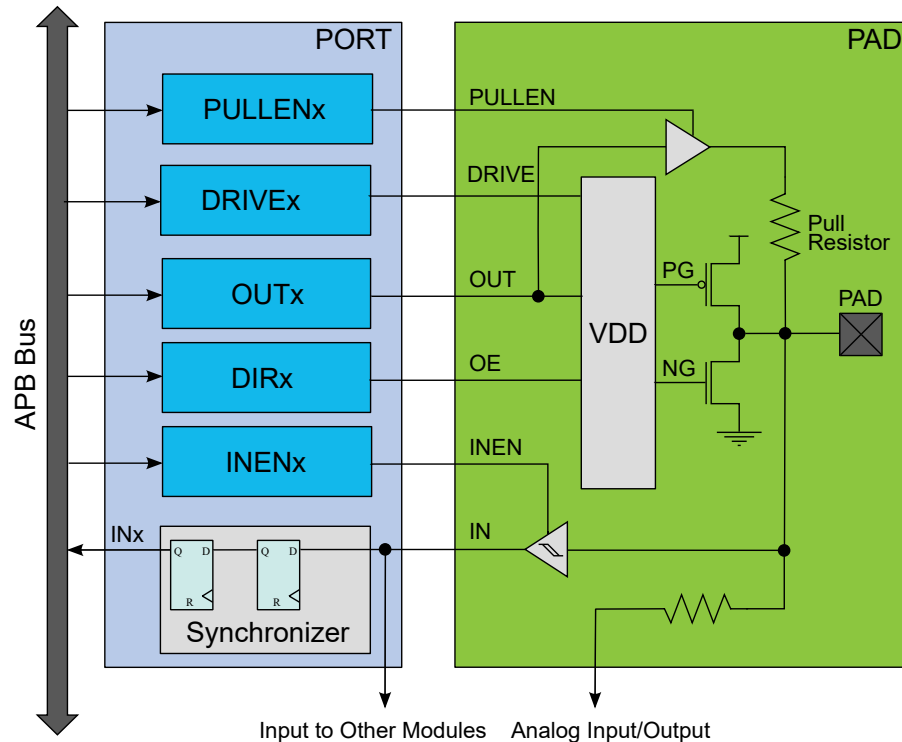 PORT
PAD
PULLENx
PULLEN
DRIVEx
DRIVE
Pull
Resistor
OUTx
OUT
PG
PAD
VDD
DIRx
OE
NG
APB Bus
INENx
INEN
INx
IN
Q D
Q D
R
R
Synchronizer
Input to Other Modules
Analog Input/Output